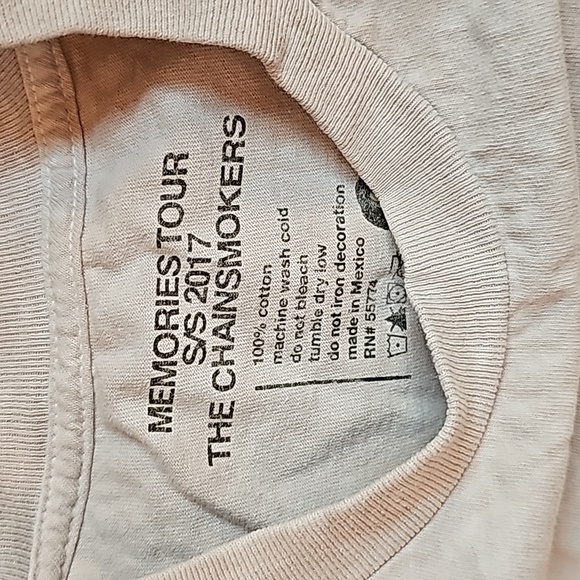 MEMORIES TOUR
S/S 2017
THE CHAINSMOKERS
100% cotton
machine wash cold
do not bleach
tumble dry low
do not iron decoration
made in Mexico
RN# 55774